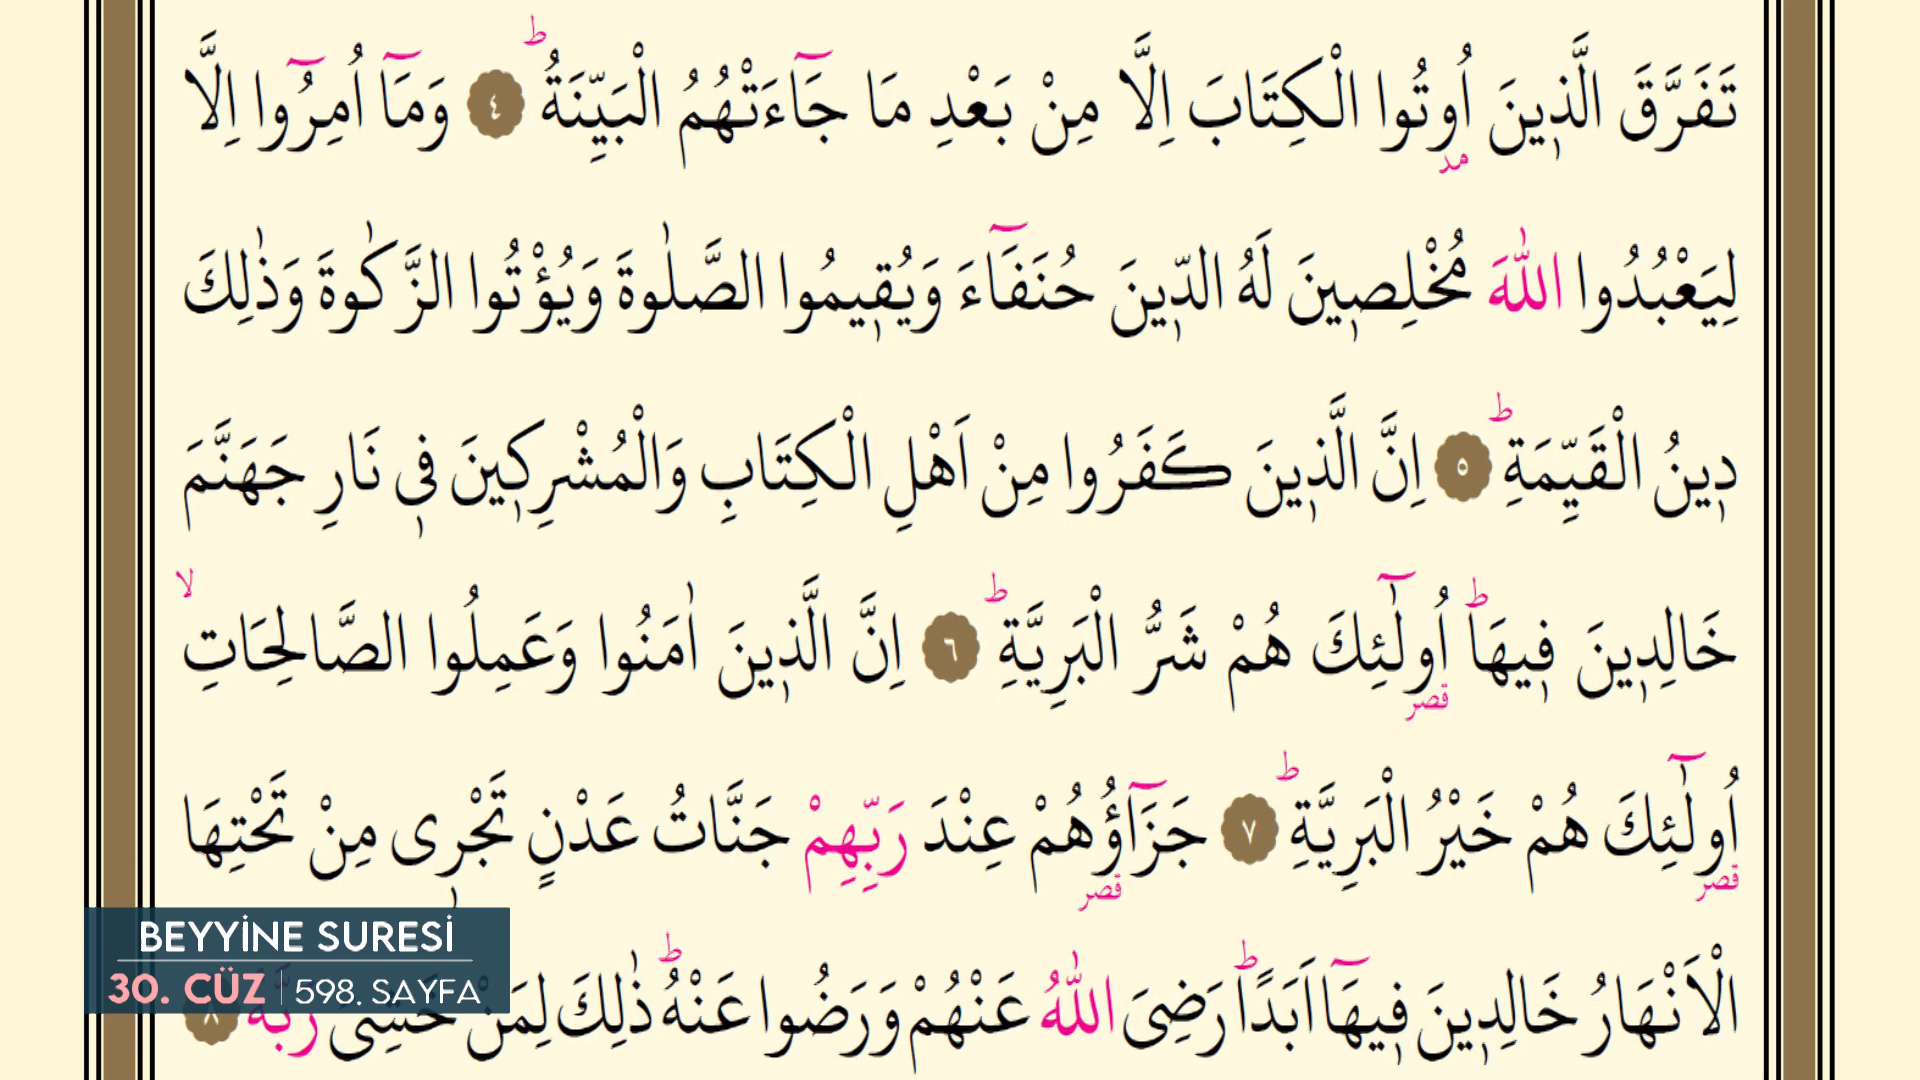 تَفَرَّقَ الَّذ۪ينَ اُو۫تُوا الْكِتَابَ اِلَّا مِنْ بَعْدِ مَا جَٓاءَتْهُمُ الْبَيِّنَةُۜ ﴿٤﴾ وَمَٓا اُمِرُٓوا اِلَّا
لِيَعْبُدُوا اللّٰهَ مُخْلِص۪ينَ لَهُ الدّ۪ينَ حُنَفَٓاءَ وَيُق۪يمُوا الصَّلٰوةَ وَيُؤْتُوا الزَّكٰوةَ وَذٰلِكَ
د۪ينُ الْقَيِّمَةِۜ ﴿٥﴾ اِنَّ الَّذ۪ينَ كَفَرُوا مِنْ اَهْلِ الْكِتَابِ وَالْمُشْرِك۪ينَ ف۪ي نَارِ جَهَنَّمَ
خَالِد۪ينَ ف۪يهَاۜ اُو۬لٰٓئِكَ هُمْ شَرُّ الْبَرِيَّةِۜ ﴿٦﴾ اِنَّ الَّذ۪ينَ اٰمَنُوا وَعَمِلُوا الصَّالِحَاتِۙ
اُو۬لٰٓئِكَ هُمْ خَيْرُ الْبَرِيَّةِۜ ﴿٧﴾ جَزَٓاؤُ۬هُمْ عِنْدَ رَبِّهِمْ جَنَّاتُ عَدْنٍ تَجْر۪ي مِنْ تَحْتِهَا
الْاَنْهَارُ خَالِد۪ينَ ف۪يهَٓا اَبَدًاۜ رَضِيَ اللّٰهُ عَنْهُمْ وَرَضُوا عَنْهُۜ ذٰلِكَ لِمَنْ خَشِيَ رَبَّهُ ﴿٨﴾
BEYYİNE SURESİ
30. CÜZ | 598. SAYFA